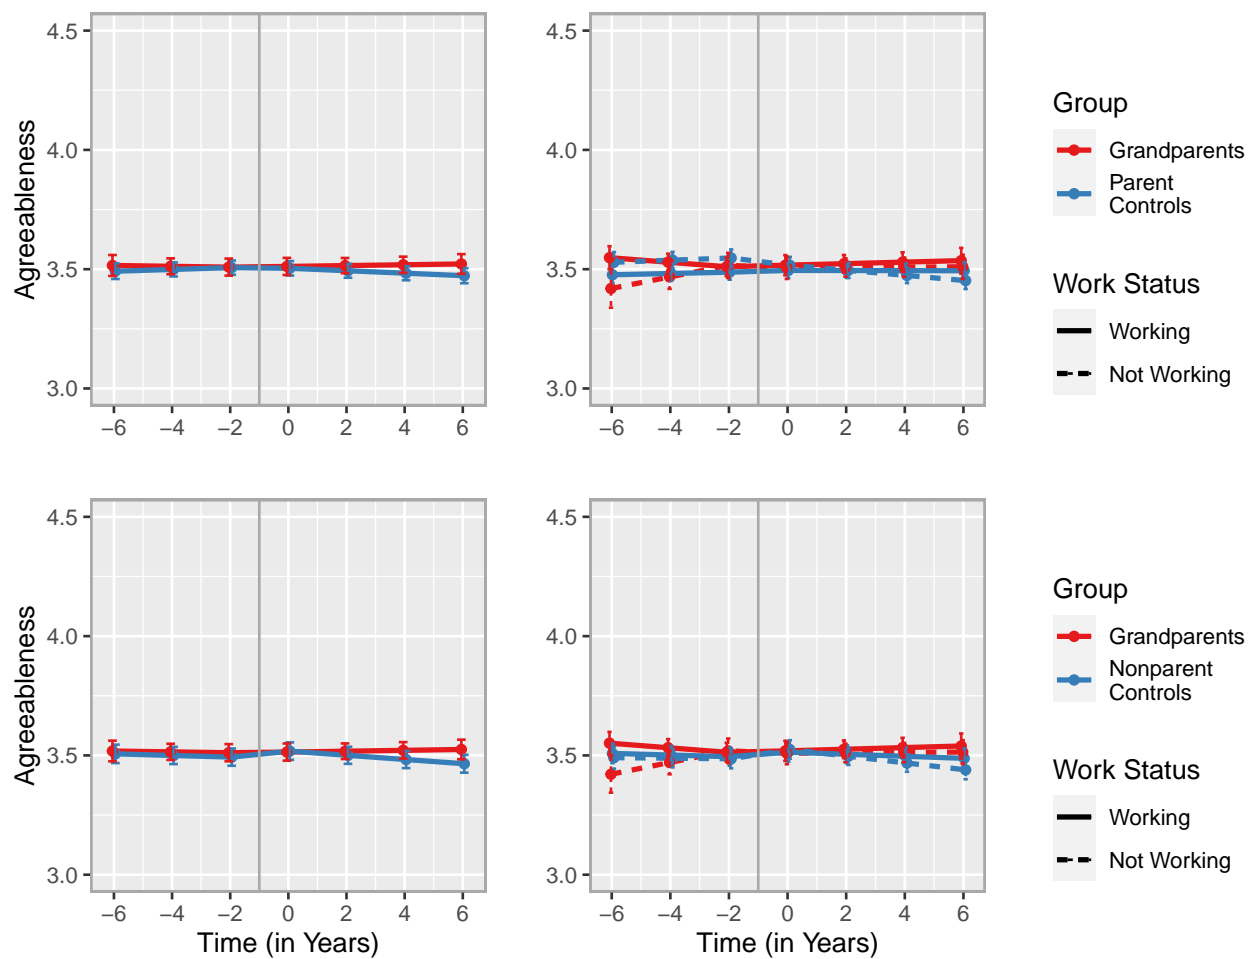 4.5
4.0
3.5
3.0
Agreeableness
−6 −4 −2 0 2 4 6
4.5
4.0
3.5
3.0
−6 −4 −2 0 2 4 6
Group
Grandparents
Parent
Controls
Work Status
Working
Not Working
4.5
4.0
3.5
3.0
Agreeableness
−6 −4 −2 0 2 4 6
Time (in Years)
4.5
4.0
3.5
3.0
−6 −4 −2 0 2 4 6
Time (in Years)
Group
Grandparents
Nonparent
Controls
Work Status
Working
Not Working